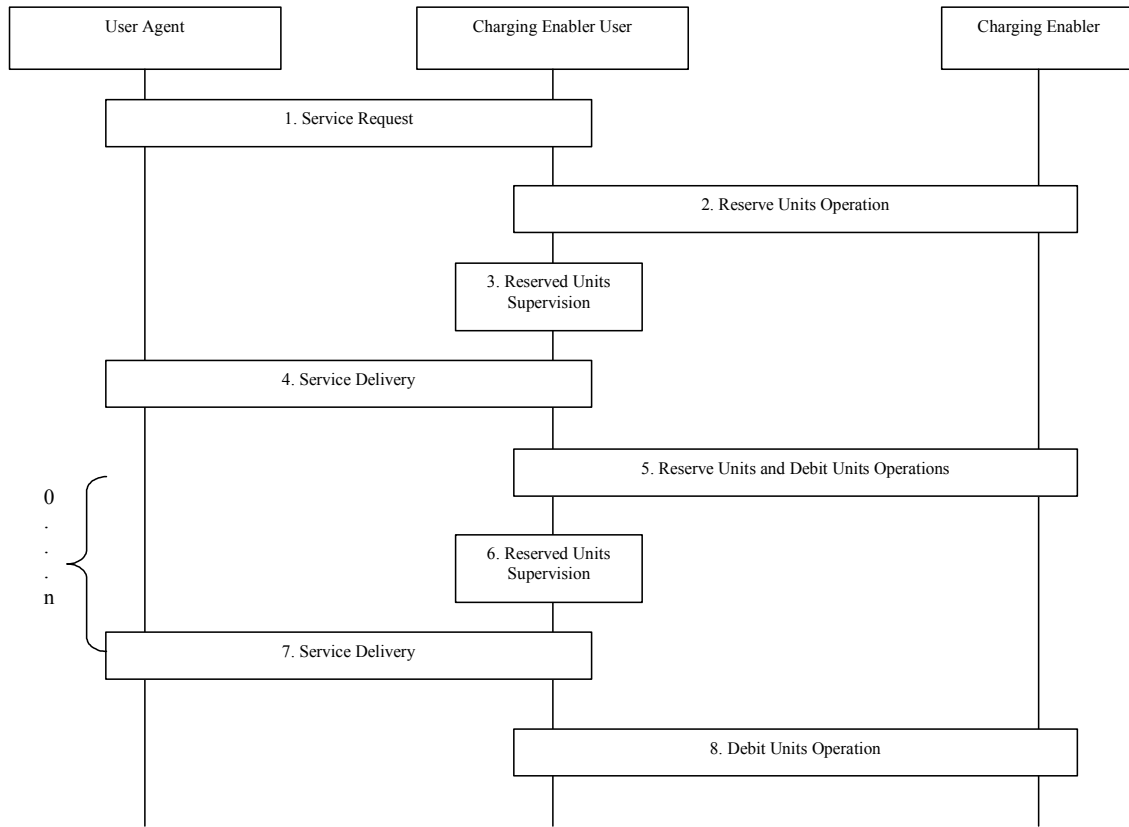 User Agent
Charging Enabler User
Charging Enabler
1. Service Request
2. Reserve Units Operation
3. Reserved Units
Supervision
4. Service Delivery
5. Reserve Units and Debit Units Operations
0
.
.
.
n
6. Reserved Units
Supervision
7. Service Delivery
8. Debit Units Operation